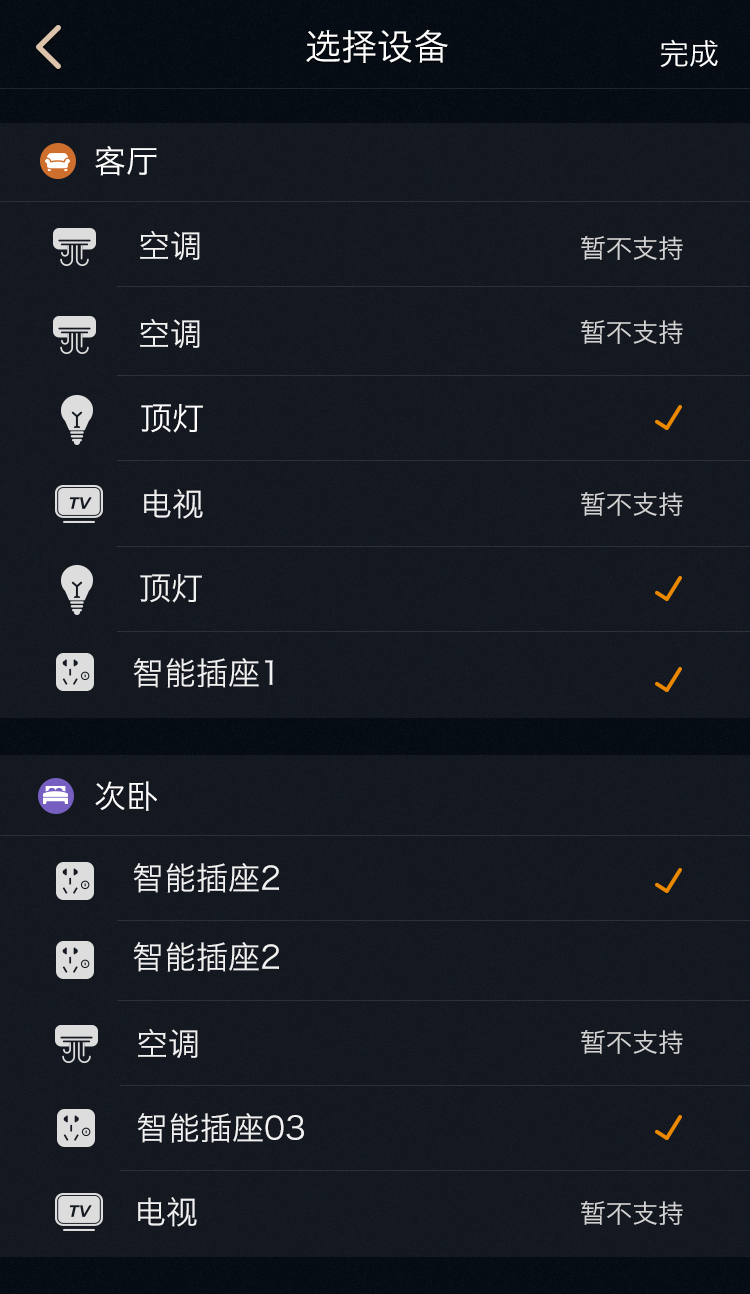 选择设备
完成
客厅
空调 暂不支持
空调 暂不支持
顶灯
TV 电视 暂不支持
顶灯
智能插座1
次卧
智能插座2
智能插座2
空调 暂不支持
智能插座03
TV 电视 暂不支持